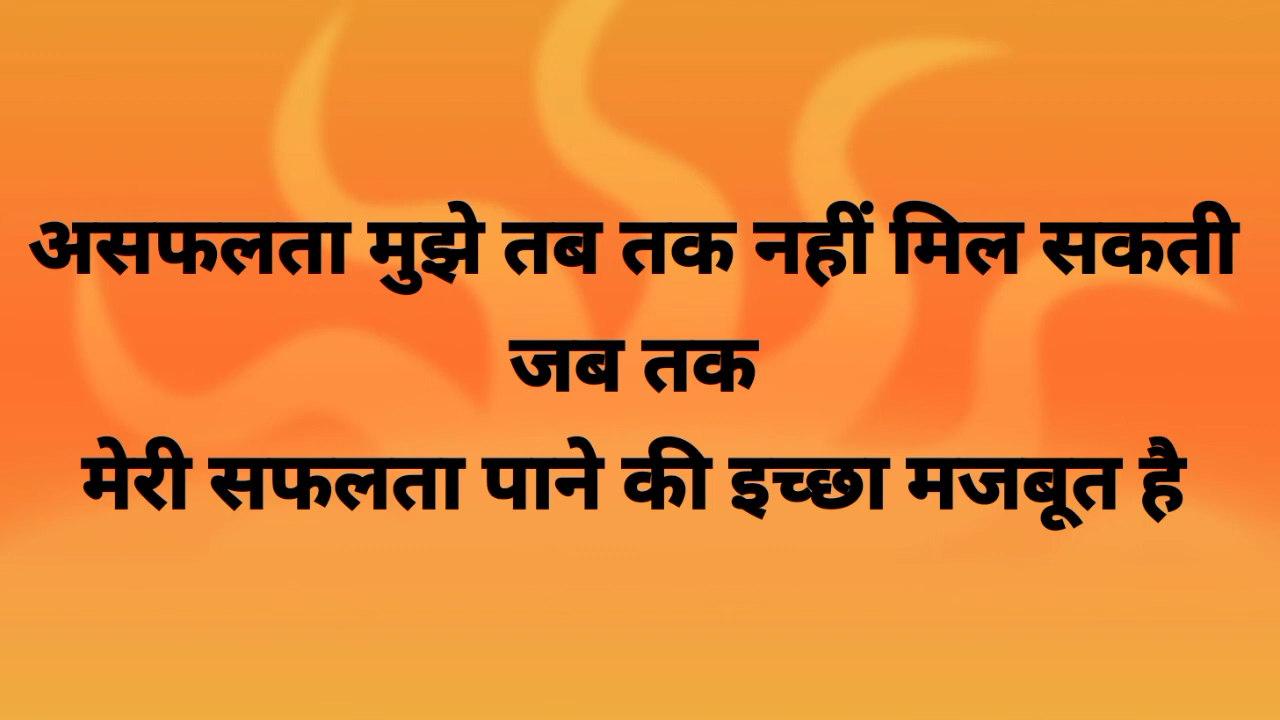 असफलता मुझे तब तक नहीं मिल सकती
जब तक
मेरी सफलता पाने की इच्छा मजबूत है